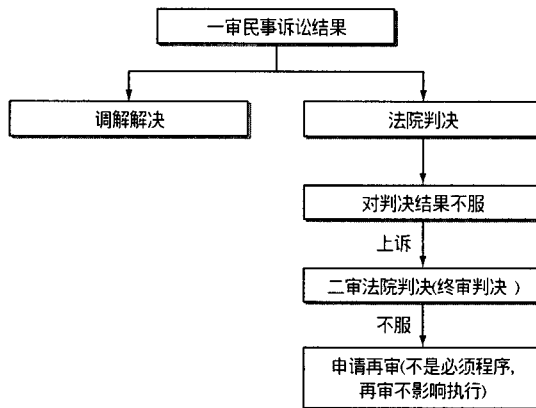 一审民事诉讼结果
调解解决
法院判决
对判决结果不服
上诉
二审法院判决(终审判决)
不服
申请再审(不是必须程序,
再审不影响执行)